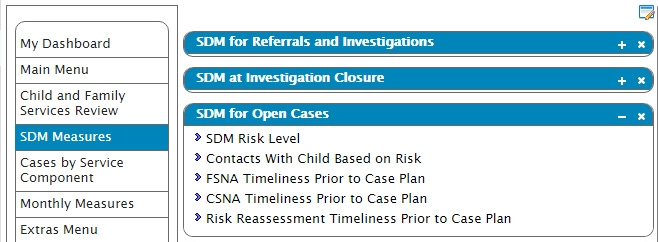 My Dashboard
Main Menu
Child and Family
Services Review
SDM Measures
Cases by Service
Component
Monthly Measures
Extras Menu
SDM for Referrals and Investigations
SDM at Investigation Closure
SDM for Open Cases
SDM Risk Level
Contacts With Child Based on Risk
FSNA Timeliness Prior to Case Plan
CSNA Timeliness Prior to Case Plan
Risk Reassessment Timeliness Prior to Case Plan